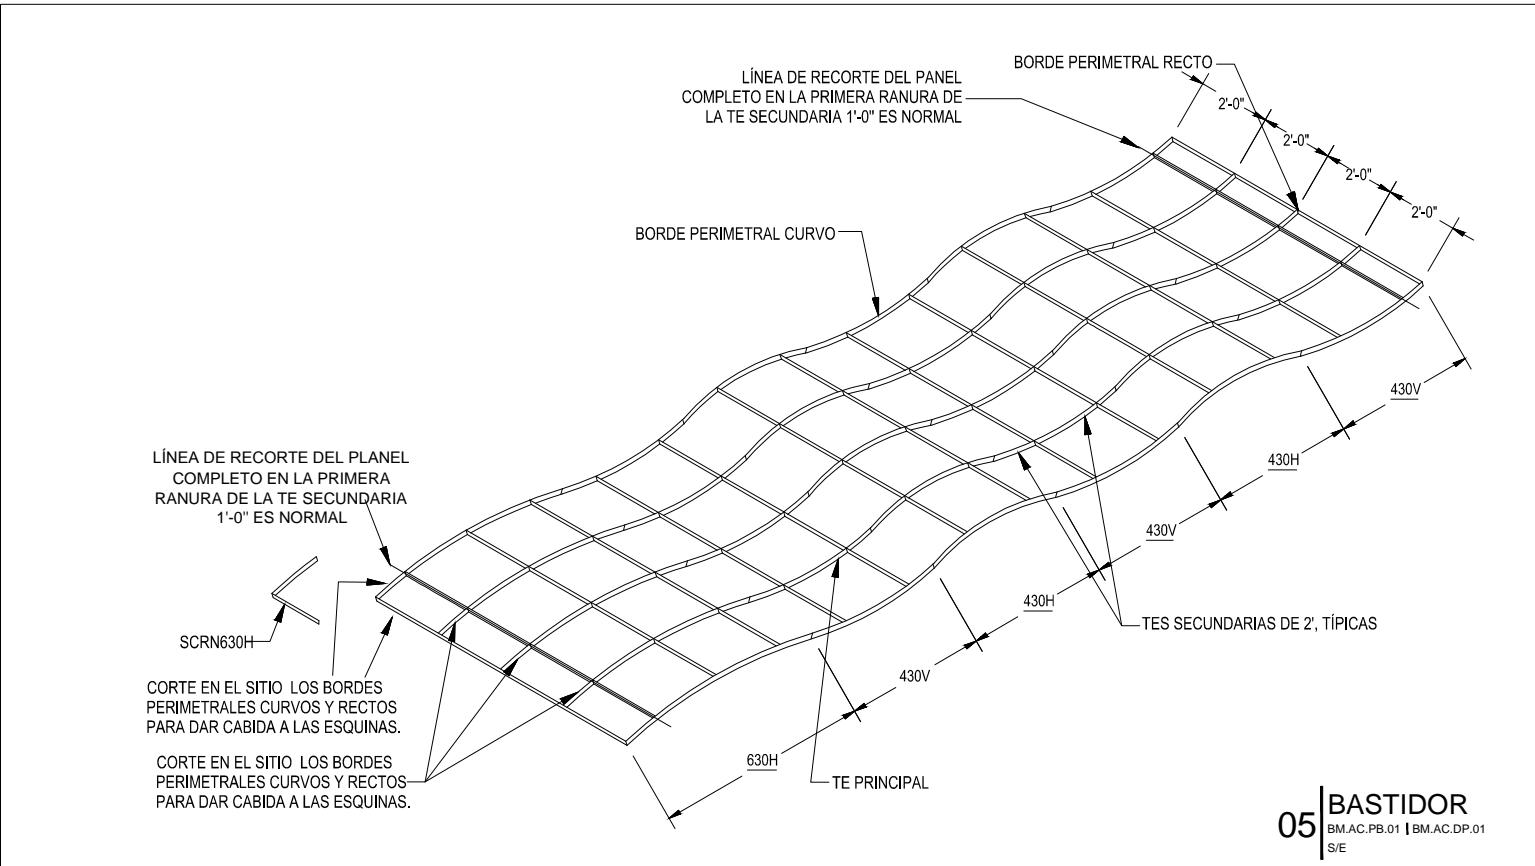 BORDE PERIMETRAL RECTO
LÍNEA DE RECORTE DEL PANEL
COMPLETO EN LA PRIMERA RANURA DE
LA TE SECUNDARIA 1'-0" ES NORMAL
2'-0"
2'-0"
2'-0"
2'-0"
BORDE PERIMETRAL CURVO
430V
430H
430V
430H
430V
630H
LÍNEA DE RECORTE DEL PLANEL
COMPLETO EN LA PRIMERA
RANURA DE LA TE SECUNDARIA
1'-0" ES NORMAL
SCRN630H
TES SECUNDARIAS DE 2', TÍPICAS
CORTE EN EL SITIO LOS BORDES
PERIMETRALES CURVOS Y RECTOS
PARA DAR CABIDA A LAS ESQUINAS.
CORTE EN EL SITIO LOS BORDES
PERIMETRALES CURVOS Y RECTOS
PARA DAR CABIDA A LAS ESQUINAS.
TE PRINCIPAL
05 BASTIDOR
BM.AC.PB.01 | BM.AC.DP.01
S/E